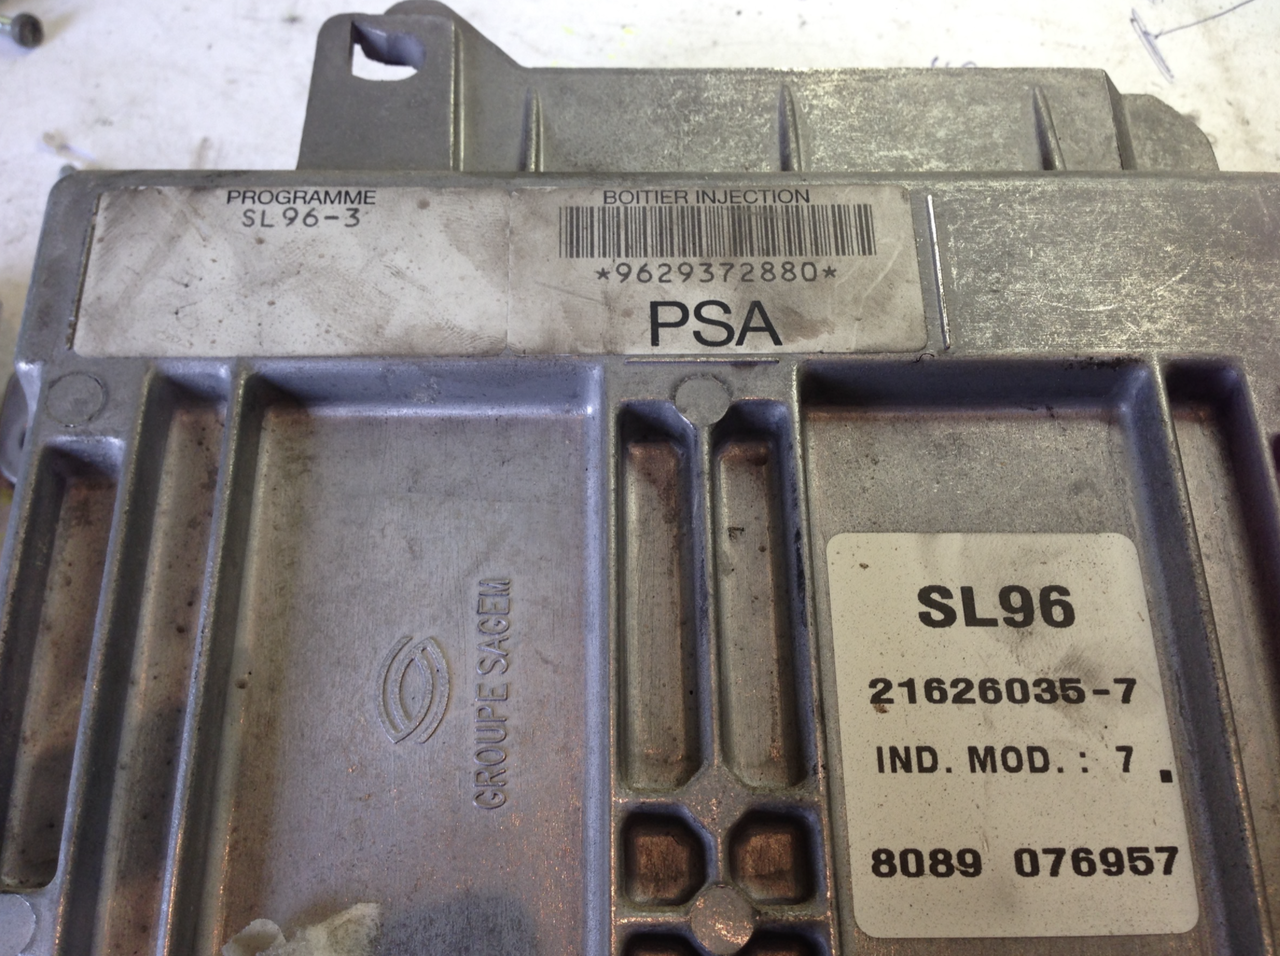 PROGRAMME
SL96-3
BOITIER INJECTION
*9629372880*
PSA
GROUPE SAGEM
SL96
21626035-7
IND. MOD. : 7
8089 076957